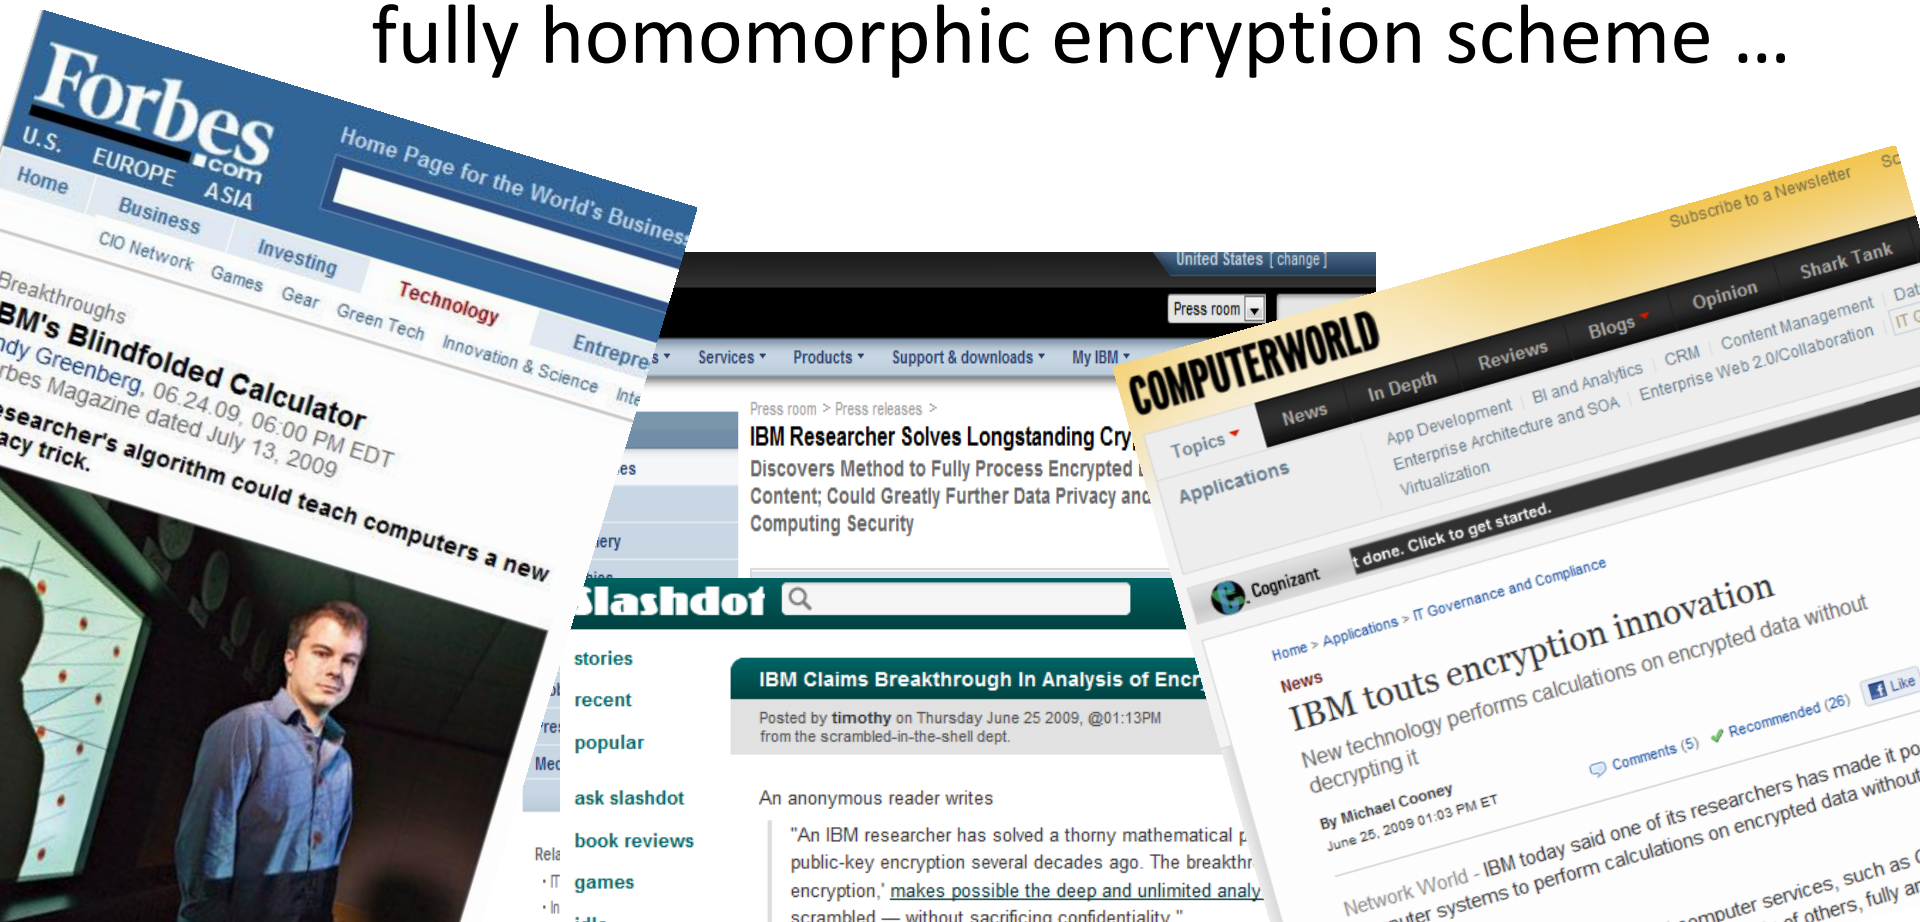 fully homomorphic encryption scheme ...
Forbes
.com
U.S. EUROPE ASIA
Home Page for the World's Business
Home Business Investing Technology
CIO Network Games Gear Green Tech Innovation & Science
Breakthroughs
Blindfolded Calculator
Greenberg, 06.24.09, 06:00 PM EDT
Magazine dated July 13, 2009
algorithm could teach computers a new
trick.
United States [ change ]
Press room
Services Products Support & downloads My IBM
Press room > Press releases >
IBM Researcher Solves Longstanding
Discovers Method to Fully Process Encrypted
Content; Could Greatly Further Data Privacy and
Computing Security
Slashdot
stories
recent
popular
ask slashdot
book reviews
games
IBM Claims Breakthrough In Analysis of
Posted by timothy on Thursday June 25 2009, @01:13PM
from the scrambled-in-the-shell dept.
An anonymous reader writes
"An IBM researcher has solved a thorny mathematical
public-key encryption several decades ago. The
encryption,' makes possible the deep and unlimited
scrambled — without sacrificing confidentiality."
Subscribe to a Newsletter
COMPUTERWORLD
Topics News In Depth Reviews Blogs Opinion Shark Tank
Applications
App Development | BI and Analytics | CRM | Content Management |
Enterprise Architecture and SOA | Enterprise Web 2.0/Collaboration |
Virtualization
Cognizant
done. Click to get started.
Home > Applications > IT Governance and Compliance
News
IBM touts encryption innovation
New technology performs calculations on encrypted data without
decrypting it
By Michael Cooney
June 25, 2009 01:03 PM ET
Comments (5) Recommended (26) Like
Network World - IBM today said one of its researchers has made it
systems to perform calculations on encrypted data without
services, such as
of others, fully